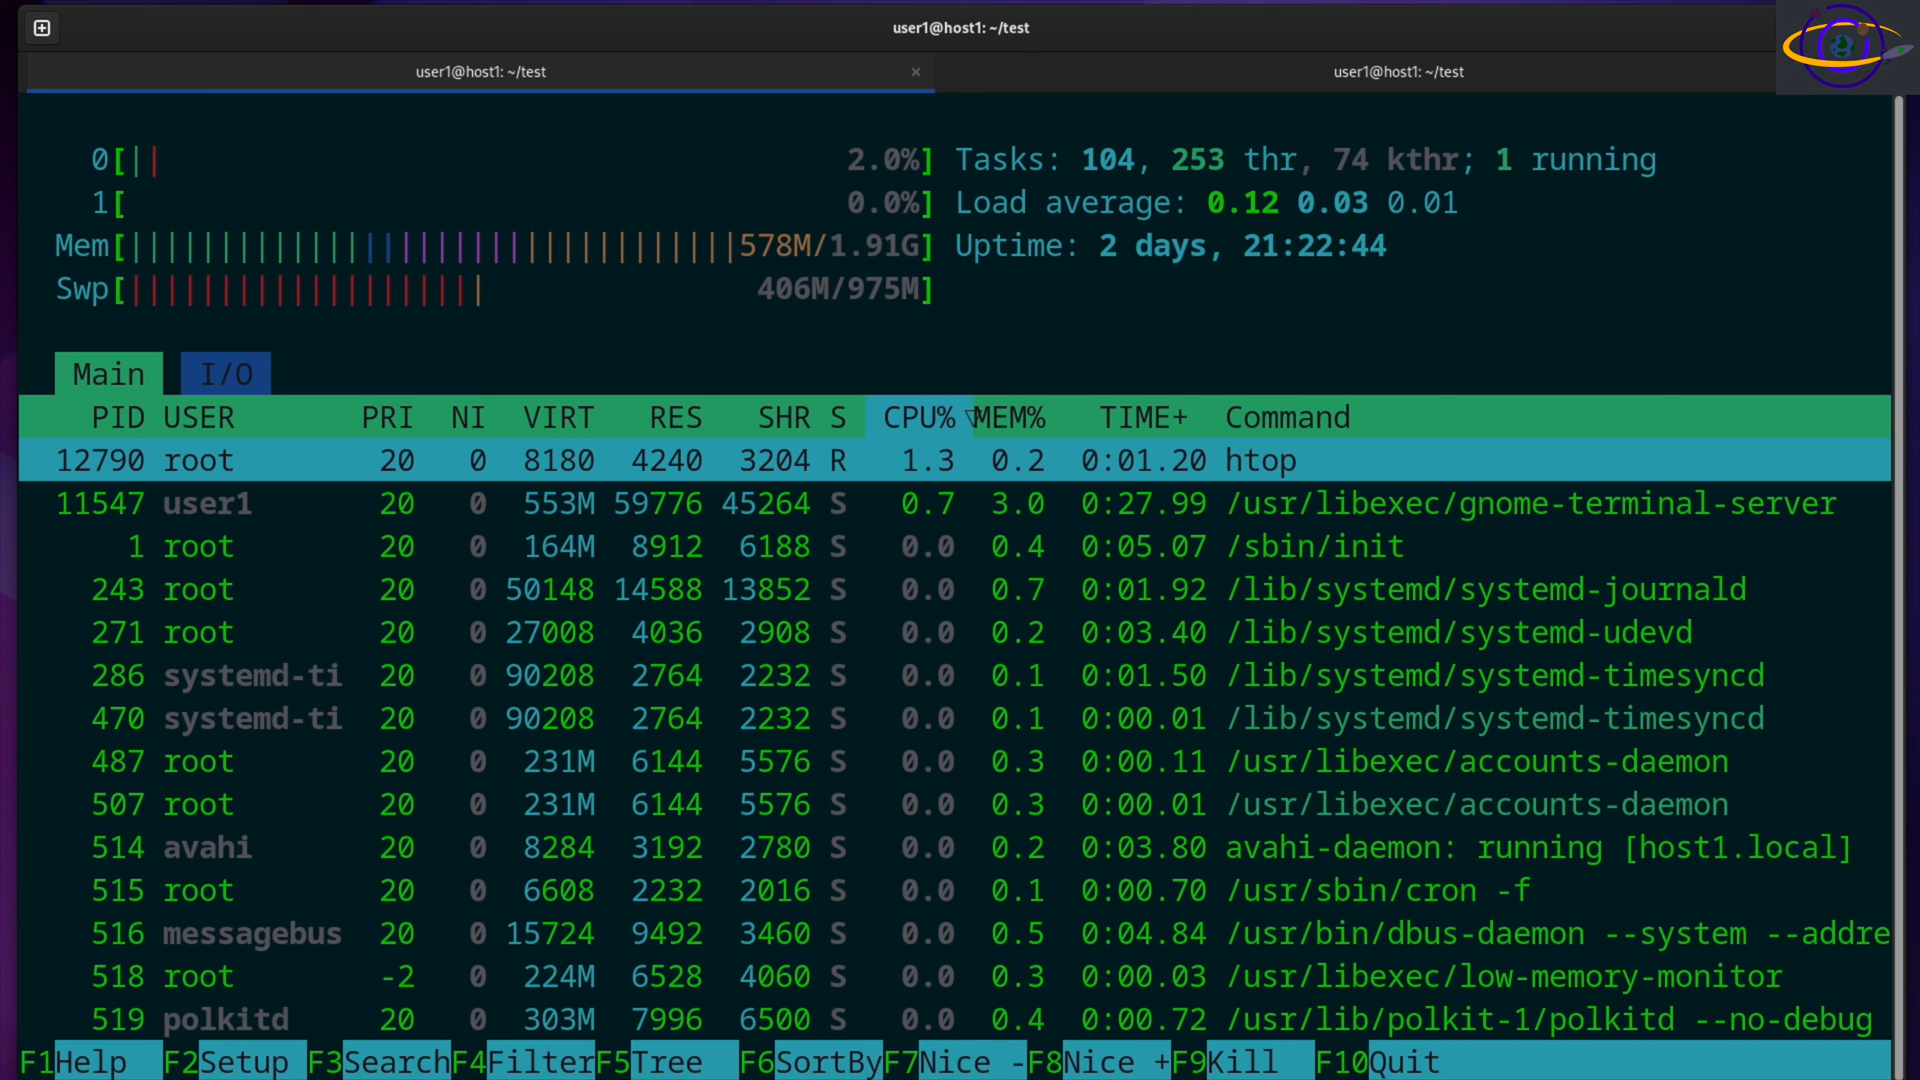 user1@host1: ~/test
user1@host1: ~/test × user1@host1: ~/test
0[|| 2.0%] Tasks: 104, 253 thr, 74 kthr; 1 running
1[ 0.0%] Load average: 0.12 0.03 0.01
Mem[||||||||||||||||||||||||||||||||||578M/1.91G] Uptime: 2 days, 21:22:44
Swp[|||||||||||||||||||| 406M/975M]
Main I/O
PID USER PRI NI VIRT RES SHR S CPU%▽MEM% TIME+ Command
12790 root 20 0 8180 4240 3204 R 1.3 0.2 0:01.20 htop
11547 user1 20 0 553M 59776 45264 S 0.7 3.0 0:27.99 /usr/libexec/gnome-terminal-server
1 root 20 0 164M 8912 6188 S 0.0 0.4 0:05.07 /sbin/init
243 root 20 0 50148 14588 13852 S 0.0 0.7 0:01.92 /lib/systemd/systemd-journald
271 root 20 0 27008 4036 2908 S 0.0 0.2 0:03.40 /lib/systemd/systemd-udevd
286 systemd-ti 20 0 90208 2764 2232 S 0.0 0.1 0:01.50 /lib/systemd/systemd-timesyncd
470 systemd-ti 20 0 90208 2764 2232 S 0.0 0.1 0:00.01 /lib/systemd/systemd-timesyncd
487 root 20 0 231M 6144 5576 S 0.0 0.3 0:00.11 /usr/libexec/accounts-daemon
507 root 20 0 231M 6144 5576 S 0.0 0.3 0:00.01 /usr/libexec/accounts-daemon
514 avahi 20 0 8284 3192 2780 S 0.0 0.2 0:03.80 avahi-daemon: running [host1.local]
515 root 20 0 6608 2232 2016 S 0.0 0.1 0:00.70 /usr/sbin/cron -f
516 messagebus 20 0 15724 9492 3460 S 0.0 0.5 0:04.84 /usr/bin/dbus-daemon --system --addre
518 root -2 0 224M 6528 4060 S 0.0 0.3 0:00.03 /usr/libexec/low-memory-monitor
519 polkitd 20 0 303M 7996 6500 S 0.0 0.4 0:00.72 /usr/lib/polkit-1/polkitd --no-debug
F1Help F2Setup F3SearchF4FilterF5Tree F6SortByF7Nice -F8Nice +F9Kill F10Quit